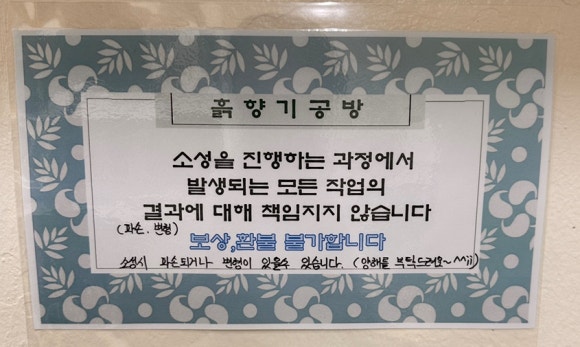 흙향기공방
소성을 진행하는 과정에서
발생되는 모든 작업의
결과에 대해 책임지지 않습니다
(파손, 변형)
보상,환불 불가합니다
소성시 파손되거나 변형이 있을수 있습니다. (양해를 부탁드려요~^^;;)